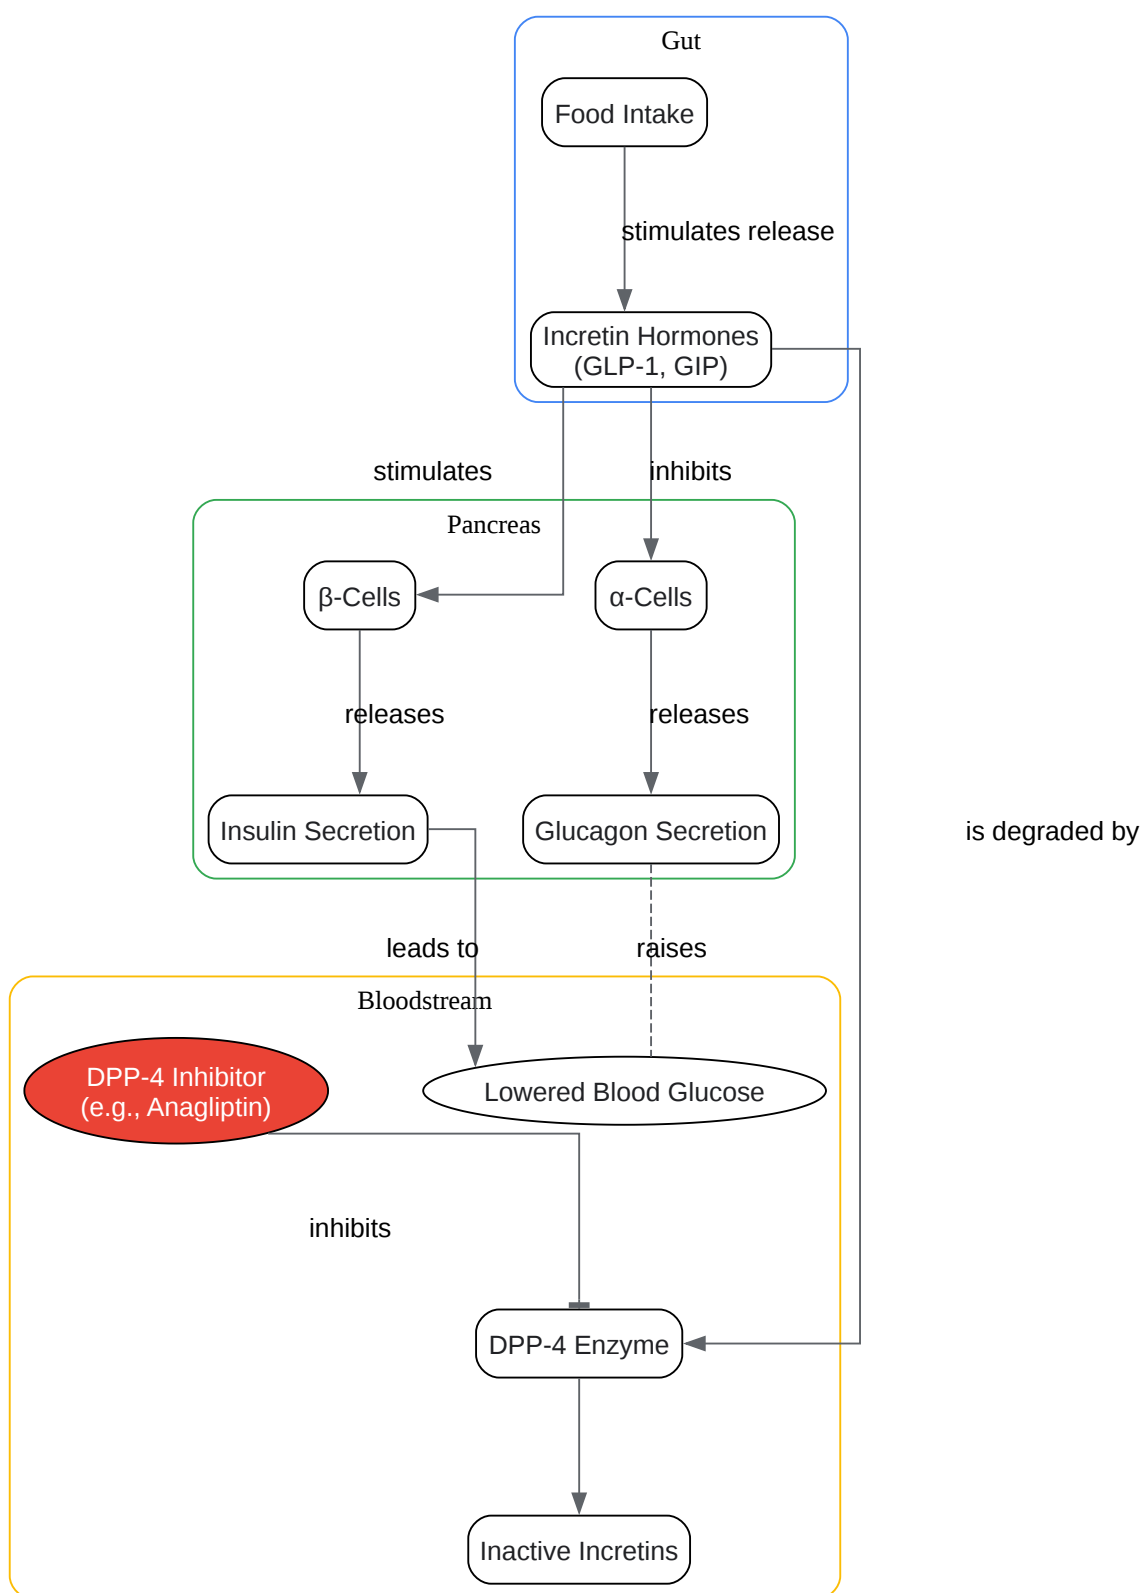 Gut
Food Intake
stimulates release
Incretin Hormones
(GLP-1, GIP)
stimulates
inhibits
Pancreas
β-Cells
α-Cells
releases
releases
Insulin Secretion
Glucagon Secretion
is degraded by
leads to
raises
Bloodstream
DPP-4 Inhibitor
(e.g., Anagliptin)
Lowered Blood Glucose
inhibits
DPP-4 Enzyme
Inactive Incretins